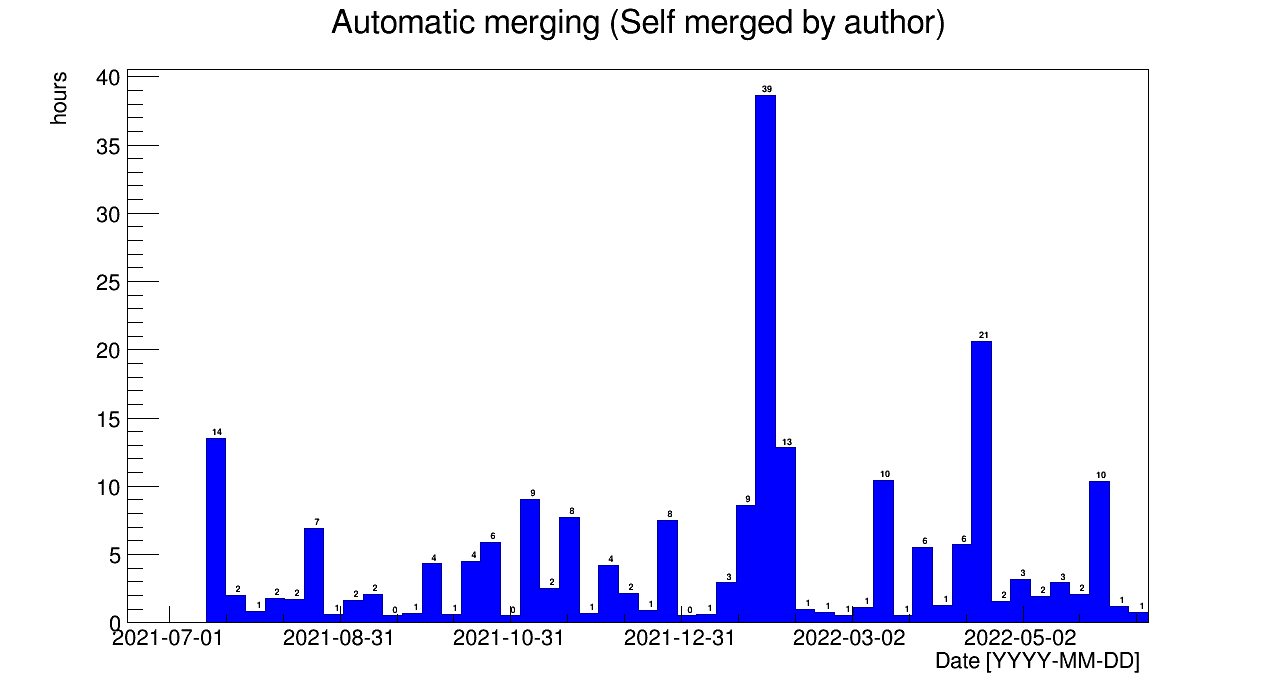 Automatic merging (Self merged by author)
hours
40
35
30
25
20
15
10
5
0
14 2 1 2 2 7 1 2 2 0 1 4 1 4 6 0 9 2 8 1 4 2 1 8 0 1 3 9 39 13 1 1 1 1 10 1 6 1 6 21 2 3 2 3 2 10 1 1
2021-07-01 2021-08-31 2021-10-31 2021-12-31 2022-03-02 2022-05-02
Date [YYYY-MM-DD]